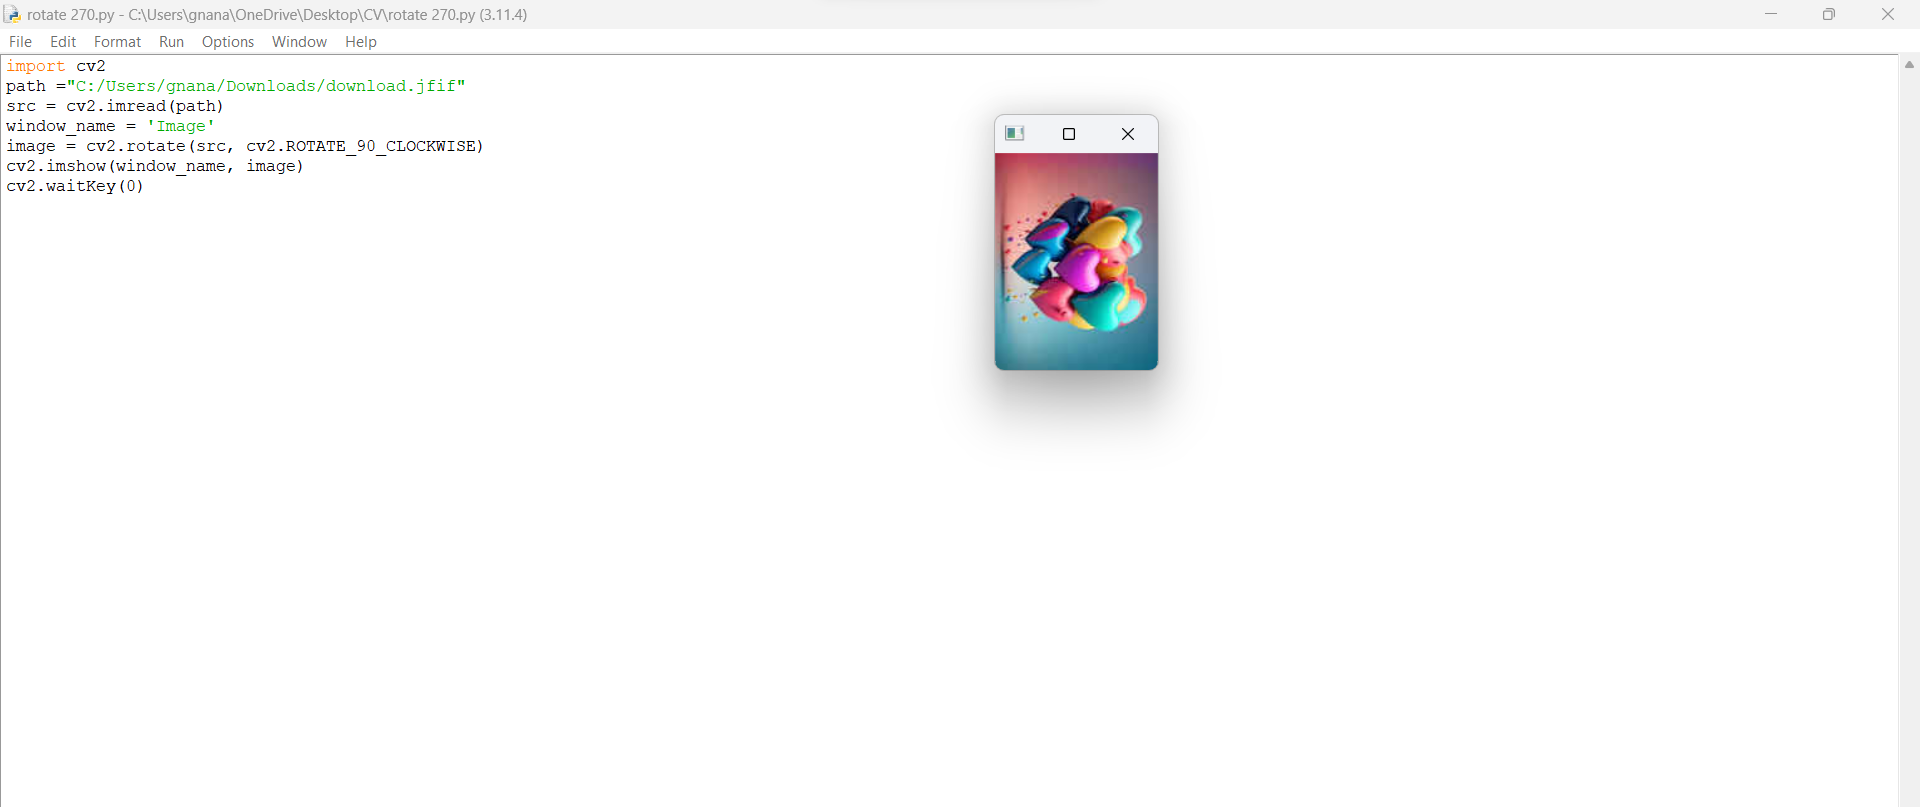 rotate 270.py - C:\Users\gnana\OneDrive\Desktop\CV\rotate 270.py (3.11.4)
File Edit Format Run Options Window Help
import cv2
path ="C:/Users/gnana/Downloads/download.jfif"
src = cv2.imread(path)
window_name = 'Image'
image = cv2.rotate(src, cv2.ROTATE_90_CLOCKWISE)
cv2.imshow(window_name, image)
cv2.waitKey(0)